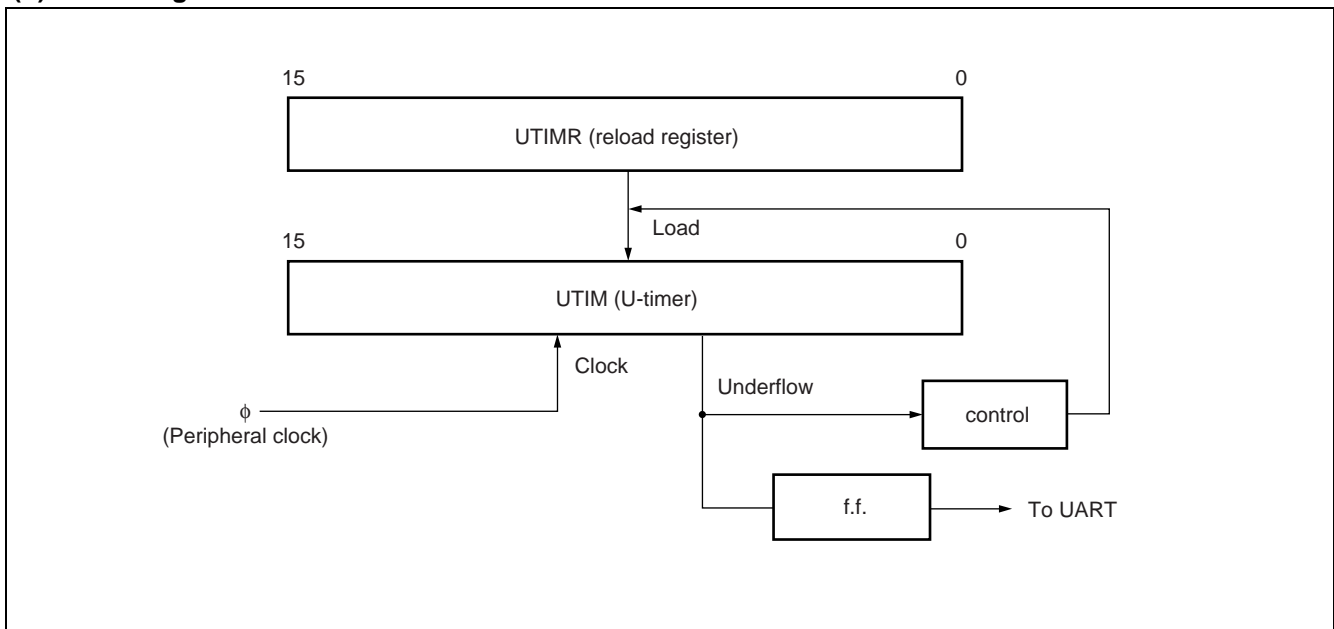 15 0
UTIMR (reload register)
Load
15 0
UTIM (U-timer)
Clock
Underflow
ϕ
(Peripheral clock)
control
f.f.
To UART